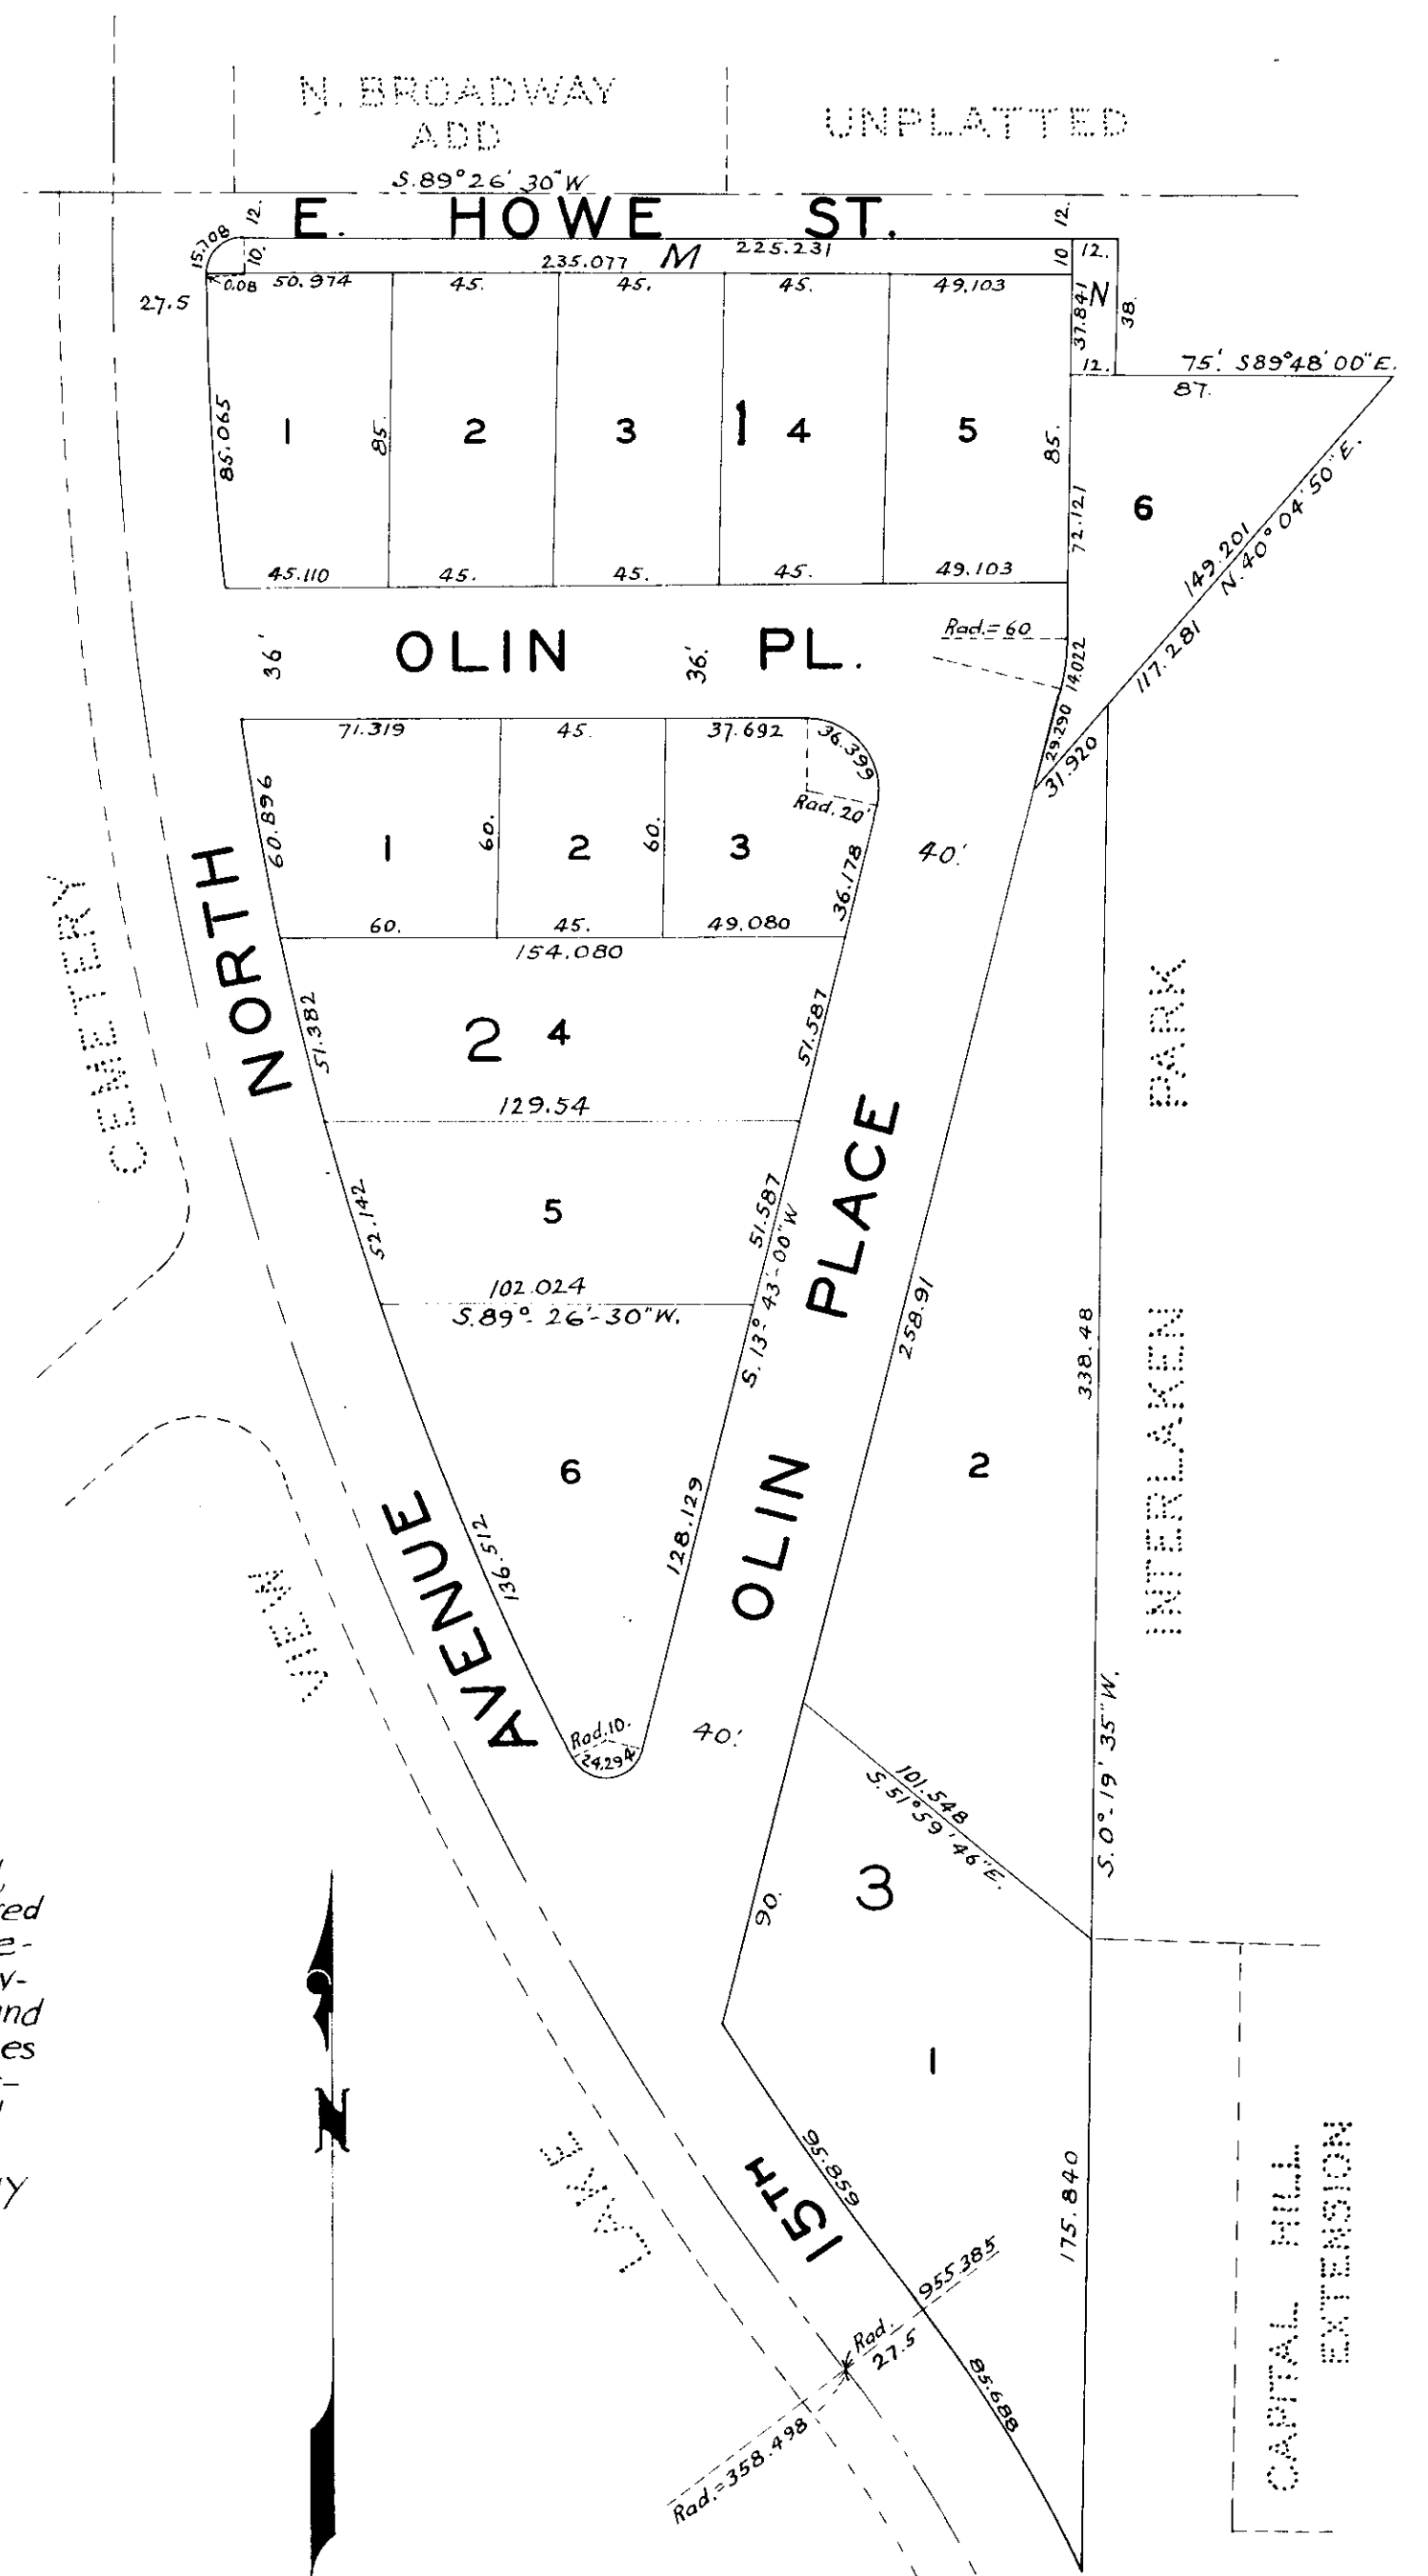 N. BROADWAY
ADD
UNPLATTED
S.89°26'30"W
E. HOWE ST.
12.
12.
15.708
10.
235.077
M
225.231
10
12.
0.08
50.974
45.
45.
45.
49.103
37.841
N
38.
27.5
12.
75.' S89°48'00"E.
87.
85.065
1
85.
2
3
1
4
5
85.
72.121
6
149.201
N.40°04'50"E.
45.110
45.
45.
45.
49.103
Rad.=60
36'
OLIN
36.'
PL.
14.022
117.281
29.290
31.920
71.319
45.
37.692
36.399
Rad. 20'
60.896
1
60.
2
60.
3
36.178
40.'
60.
45.
49.080
154.080
NORTH
CEMETERY
51.382
2
4
51.587
129.54
PARK
52.142
5
51.587
S.13°-43'-00"W
OLIN PLACE
102.024
S.89°-26'-30"W.
258.91
338.48
INTERLAKEN
6
2
136.512
128.129
AVENUE
VIEW
Rad.10.
24.294
40.'
101.548
S.51°59'46"E.
S.0°-19'35"W.
90.
3
red
e-
v-
nd
es
N
1
15TH
95.859
LAKE
175.840
955.385
Rad.
27.5
85.688
Rad.=358.498
CAPITAL HILL
EXTENSION